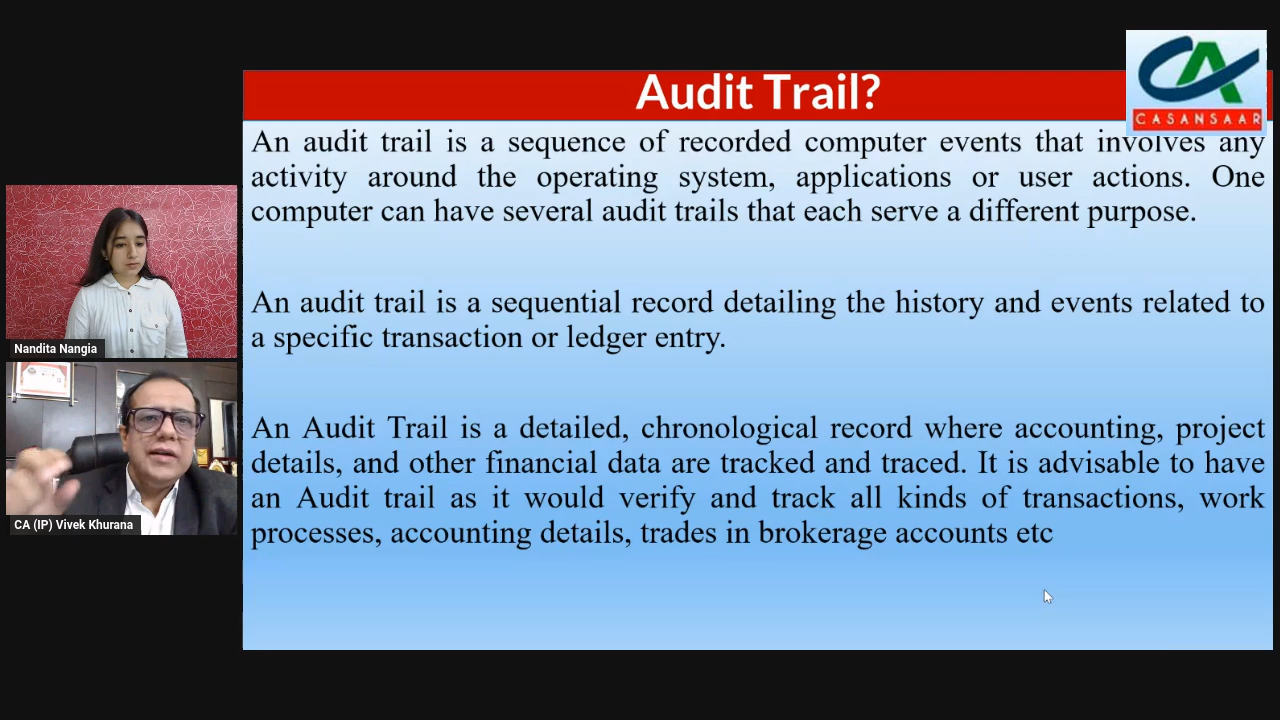 Audit Trail?
CASANSAAR
An audit trail is a sequence of recorded computer events that involves any
activity around the operating system, applications or user actions. One
computer can have several audit trails that each serve a different purpose.
An audit trail is a sequential record detailing the history and events related to
a specific transaction or ledger entry.
An Audit Trail is a detailed, chronological record where accounting, project
details, and other financial data are tracked and traced. It is advisable to have
an Audit trail as it would verify and track all kinds of transactions, work
processes, accounting details, trades in brokerage accounts etc
Nandita Nangia
CA (IP) Vivek Khurana